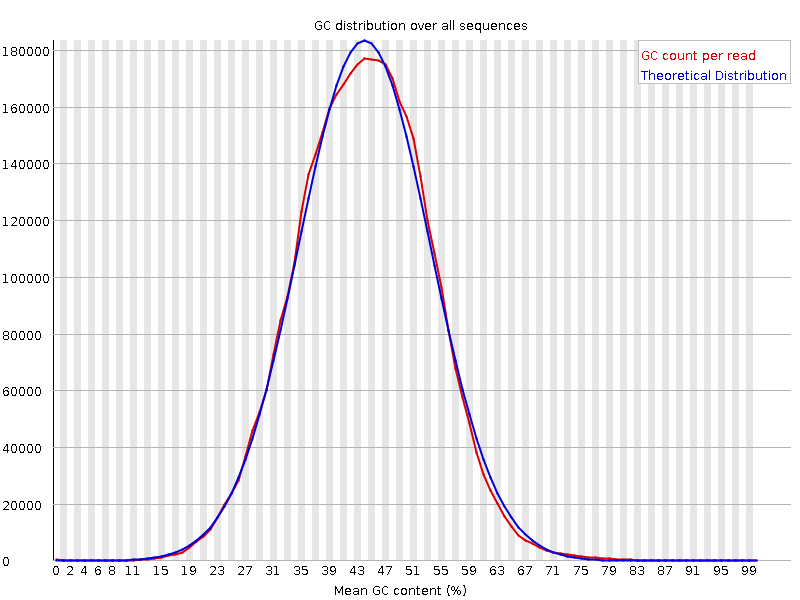 GC distribution over all sequences
GC count per read
Theoretical Distribution
180000
160000
140000
120000
100000
80000
60000
40000
20000
0
0 2 4 6 8 11 15 19 23 27 31 35 39 43 47 51 55 59 63 67 71 75 79 83 87 91 95 99
Mean GC content (%)